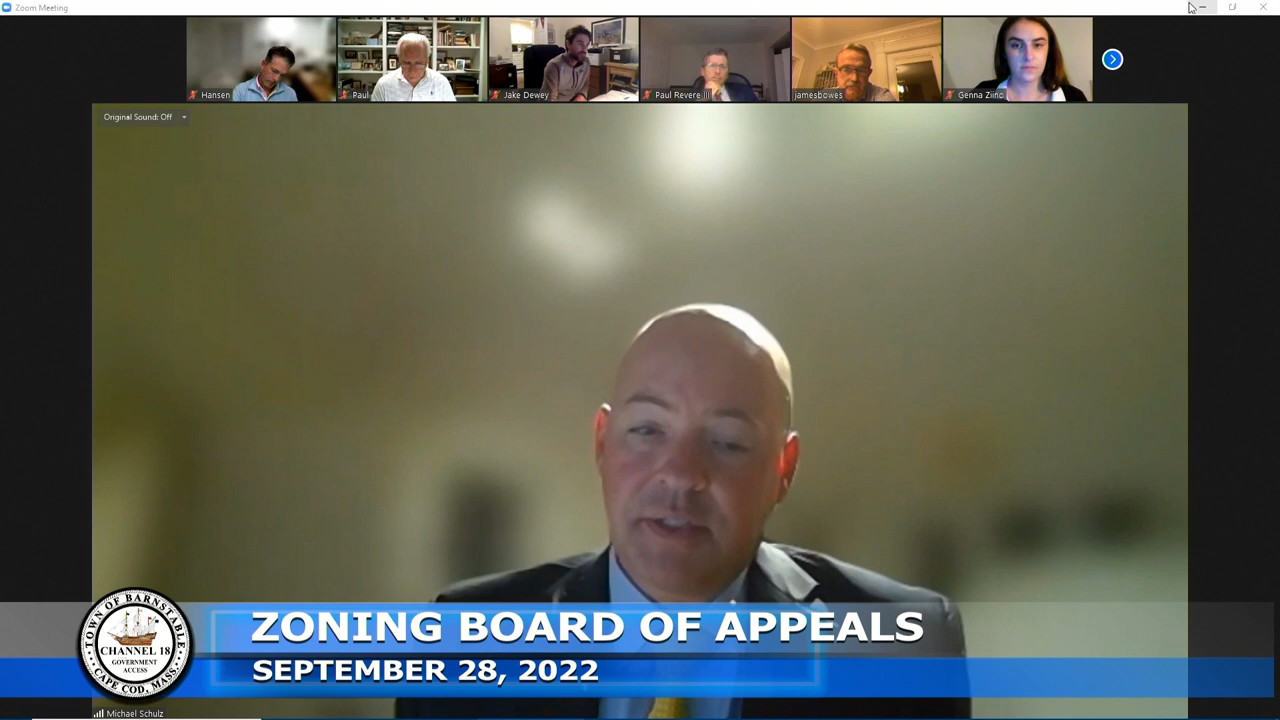 Zoom Meeting
Hansen
Paul
Jake Dewey
Paul Revere III
jamesbowes
Genna Ziino
Original Sound: Off
TOWN OF BARNSTABLE
CHANNEL 18
GOVERNMENT
ACCESS
CAPE COD, MASS.
ZONING BOARD OF APPEALS
SEPTEMBER 28, 2022
Michael Schulz